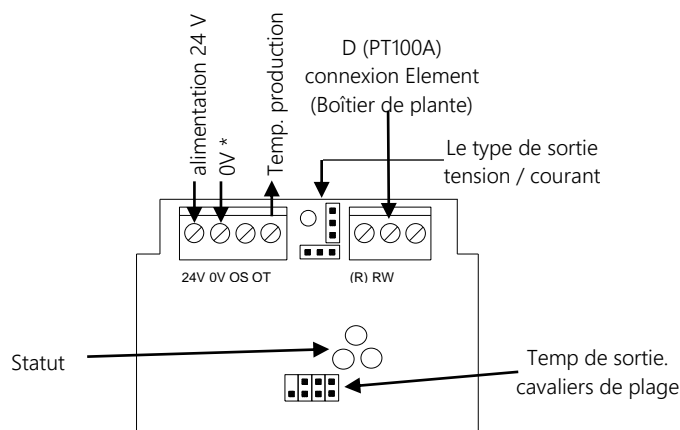 alimentation 24 V
0V *
Temp. production
D (PT100A)
connexion Element
(Boîtier de plante)
Le type de sortie
tension / courant
24V 0V OS OT
(R) RW
Statut
Temp de sortie.
cavaliers de plage